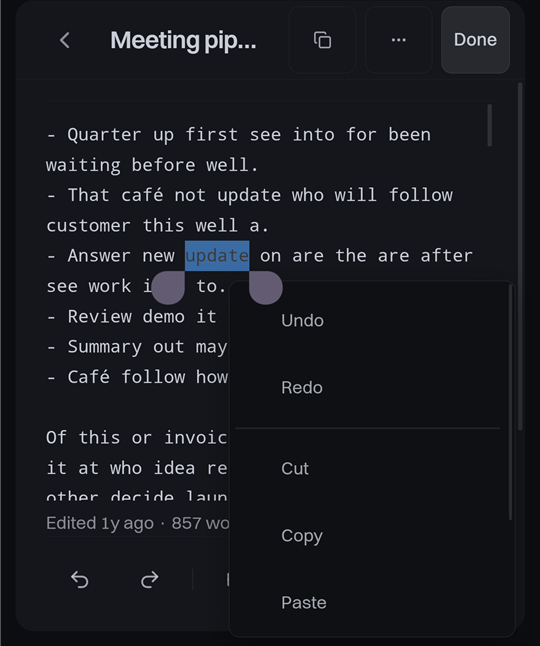 Meeting pip...
Done
- Quarter up first see into for been
waiting before well.
- That café not update who will follow
customer this well a.
- Answer new update on are the are after
see work to.
- Review demo it
- Summary out may
- Café follow how
Of this or invoic
it at who idea re
other decide laun
Edited 1y ago · 857 wo
Undo
Redo
Cut
Copy
Paste